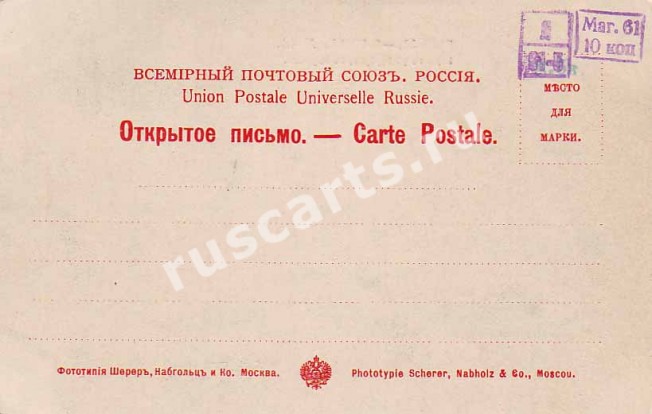 Маг. 61
10 коп
ВСЕМІРНЫЙ ПОЧТОВЫЙ СОЮЗЪ. РОССІЯ.
Union Postale Universelle Russie.
Открытое письмо. — Carte Postale.
МѢСТО
ДЛЯ
МАРКИ.
ruscarts.ru
Фототипія Шереръ, Набгольцъ и Ко. Москва.
Phototypie Scherer, Nabholz & Co., Moscou.